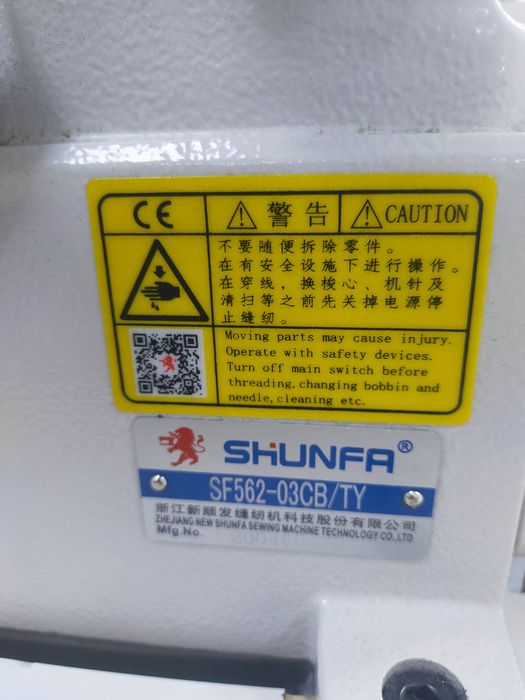 CE
警告
CAUTION
不要随便拆除零件。
在有安全设施下进行操作。
在穿线，换梭心、机针及
清扫等之前先关掉电源停
止缝纫。
Moving parts may cause injury.
Operate with safety devices.
Turn off main switch before
threading,changing bobbin and
needle,cleaning etc.
SHUNFA®
SF562-03CB/TY
浙江新顺发缝纫机科技股份有限公司
ZHEJIANG NEW SHUNFA SEWING MACHINE TECHNOLOGY CO.,LTD
Mfg.No.